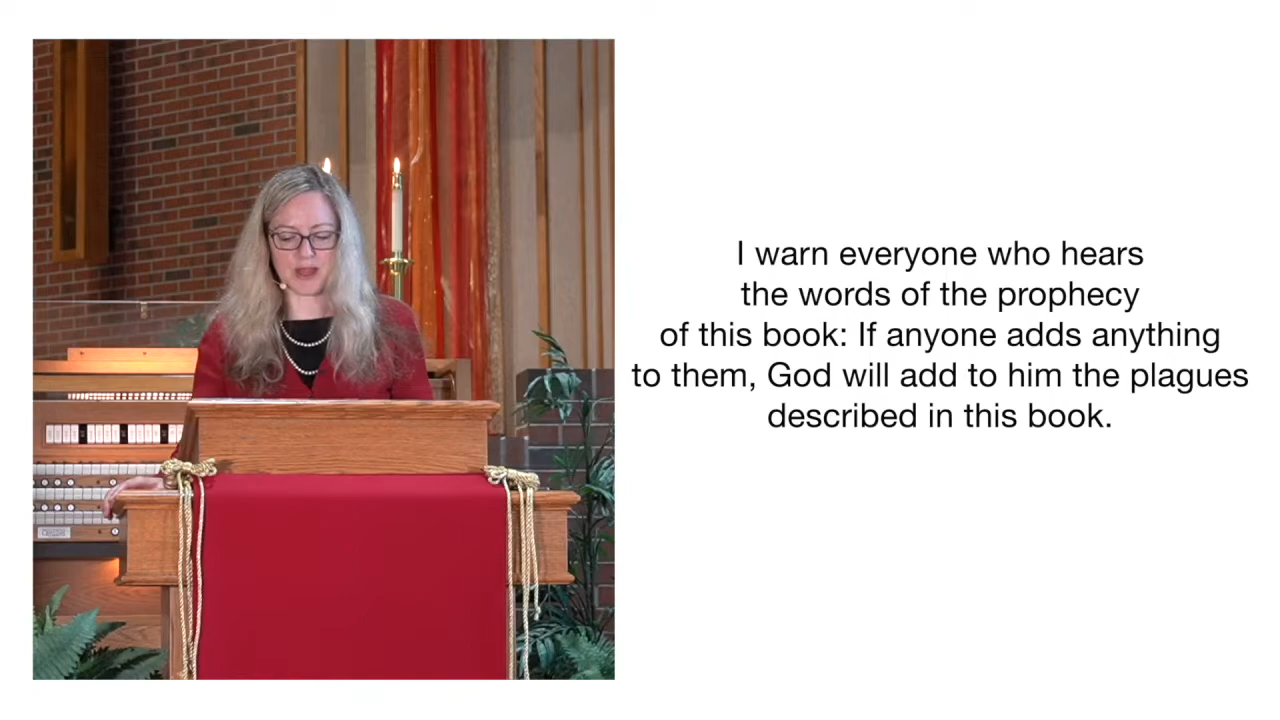 I warn everyone who hears
the words of the prophecy
of this book: If anyone adds anything
to them, God will add to him the plagues
described in this book.